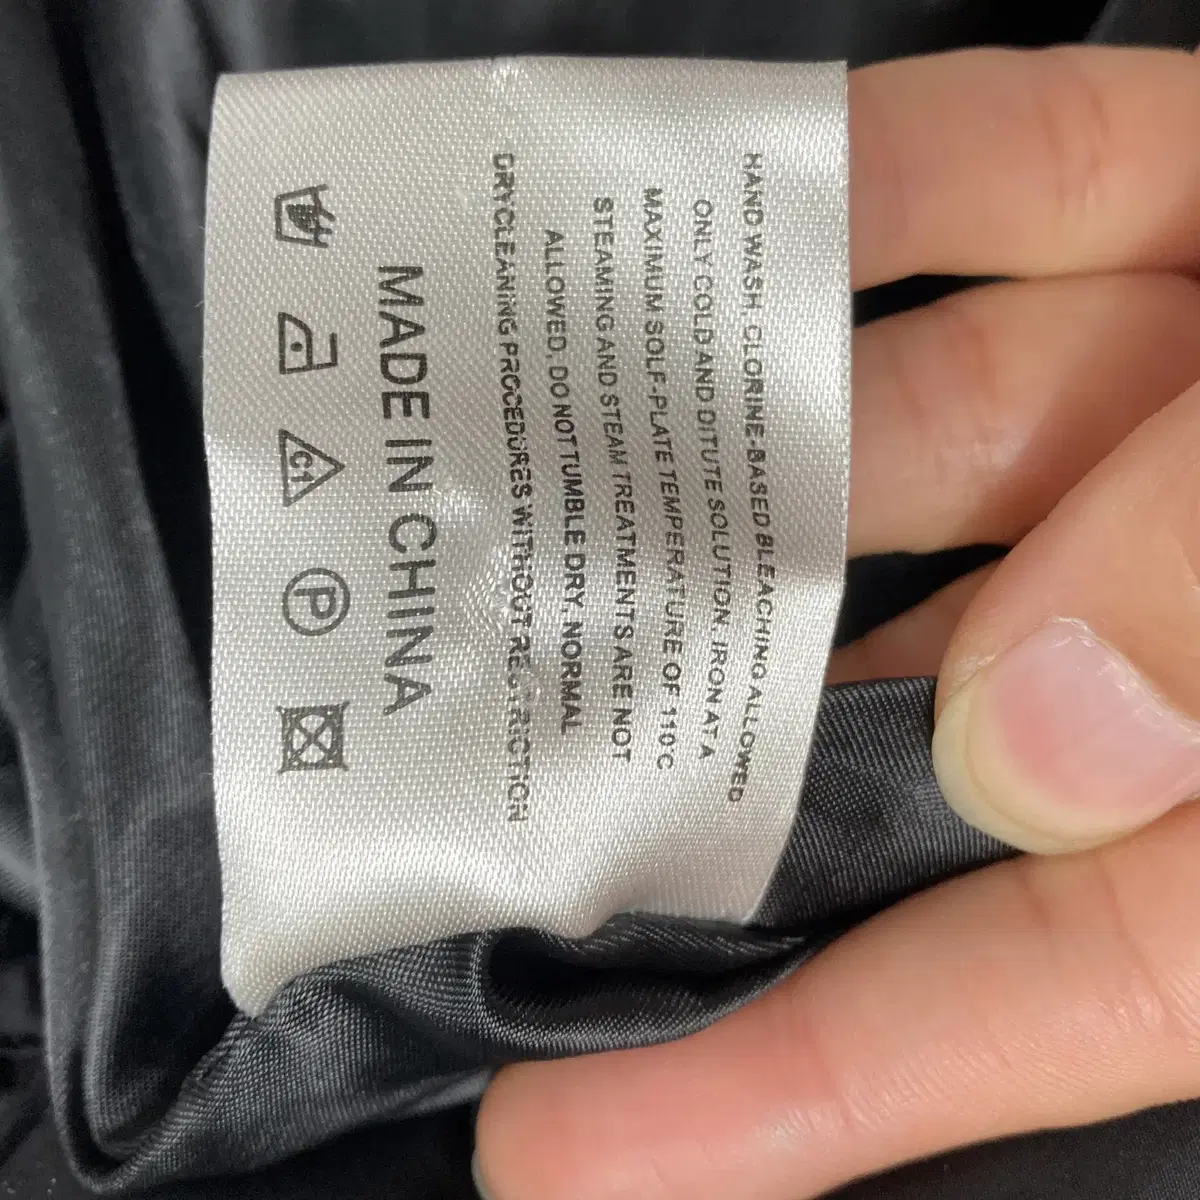 HAND WASH, CLORINE-BASED BLEACHING ALLOWED
ONLY COLD AND DITUTE SOLUTION. IRON AT A
MAXIMUM SOLF-PLATE TEMPERATURE OF 110°C
STEAMING AND STEAM TREATMENTS ARE NOT
ALLOWED. DO NOT TUMBLE DRY. NORMAL
DRYCLEANING PROCEDURES WITHOUT RESTRICTION
MADE IN CHINA
C1
P